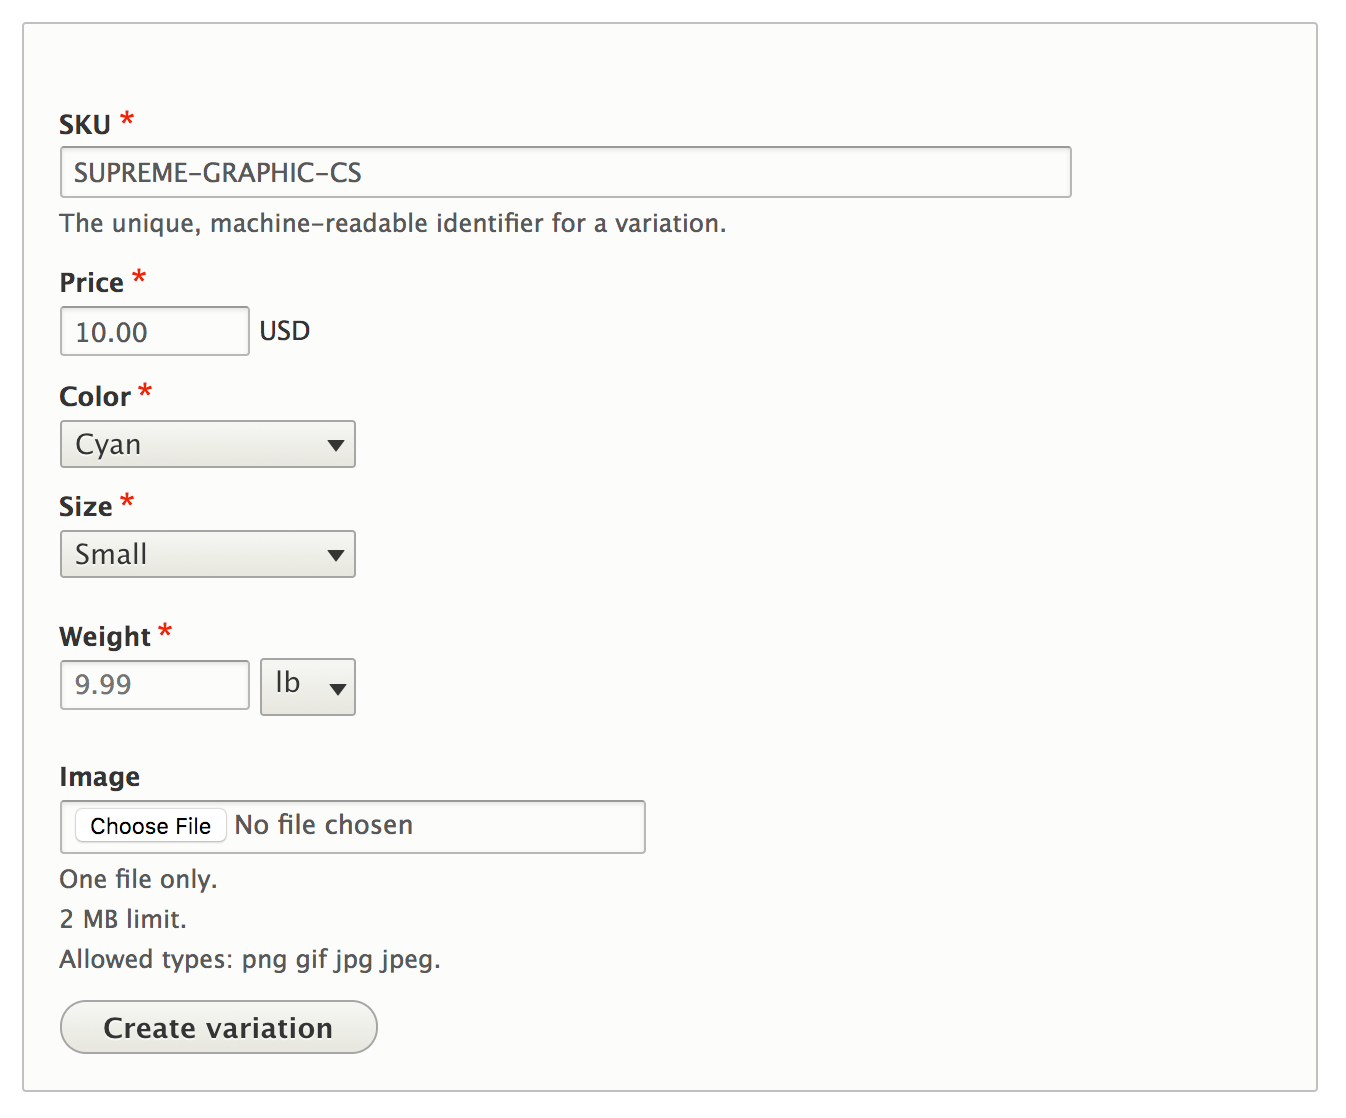 SKU *
SUPREME-GRAPHIC-CS
The unique, machine-readable identifier for a variation.
Price *
10.00 USD
Color *
Cyan
Size *
Small
Weight *
9.99 lb
Image
Choose File No file chosen
One file only.
2 MB limit.
Allowed types: png gif jpg jpeg.
Create variation